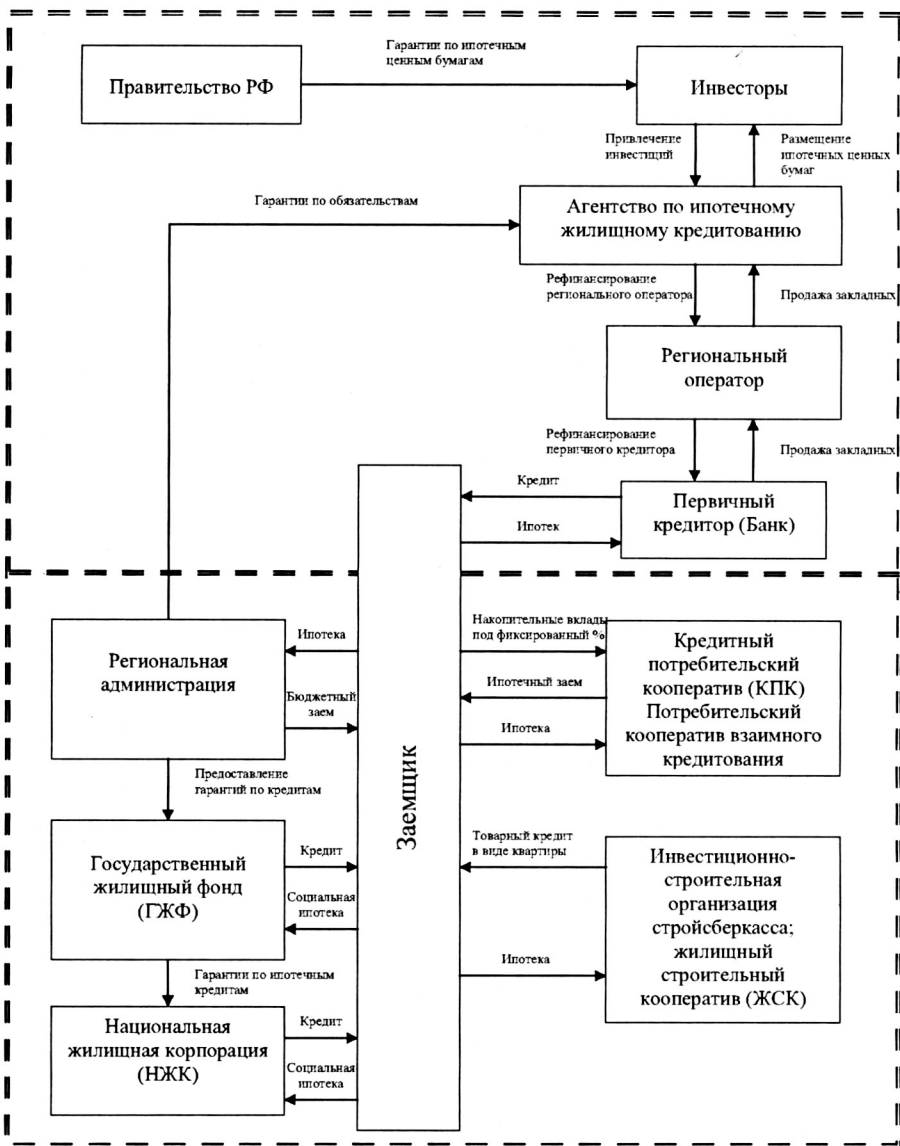 Гарантии по ипотечным
ценным бумагам
Правительство РФ
Инвесторы
Привлечение
инвестиций
Размещение
ипотечных ценных
бумаг
Гарантии по обязательствам
Агентство по ипотечному
жилищному кредитованию
Рефинансирование
регионального оператора
Продажа закладных
Региональный
оператор
Рефинансирование
первичного кредитора
Продажа закладных
Кредит
Ипотек
Первичный
кредитор (Банк)
Заемщик
Региональная
администрация
Ипотека
Бюджетный
заем
Накопительные вклады
под фиксированный %
Ипотечный заем
Ипотека
Кредитный
потребительский
кооператив (КПК)
Потребительский
кооператив взаимного
кредитования
Предоставление
гарантий по кредитам
Государственный
жилищный фонд
(ГЖФ)
Кредит
Социальная
ипотека
Товарный кредит
в виде квартиры
Ипотека
Инвестиционно-
строительная
организация
стройсберкасса;
жилищный
строительный
кооператив (ЖСК)
Гарантии по ипотечным
кредитам
Национальная
жилищная корпорация
(НЖК)
Кредит
Социальная
ипотека